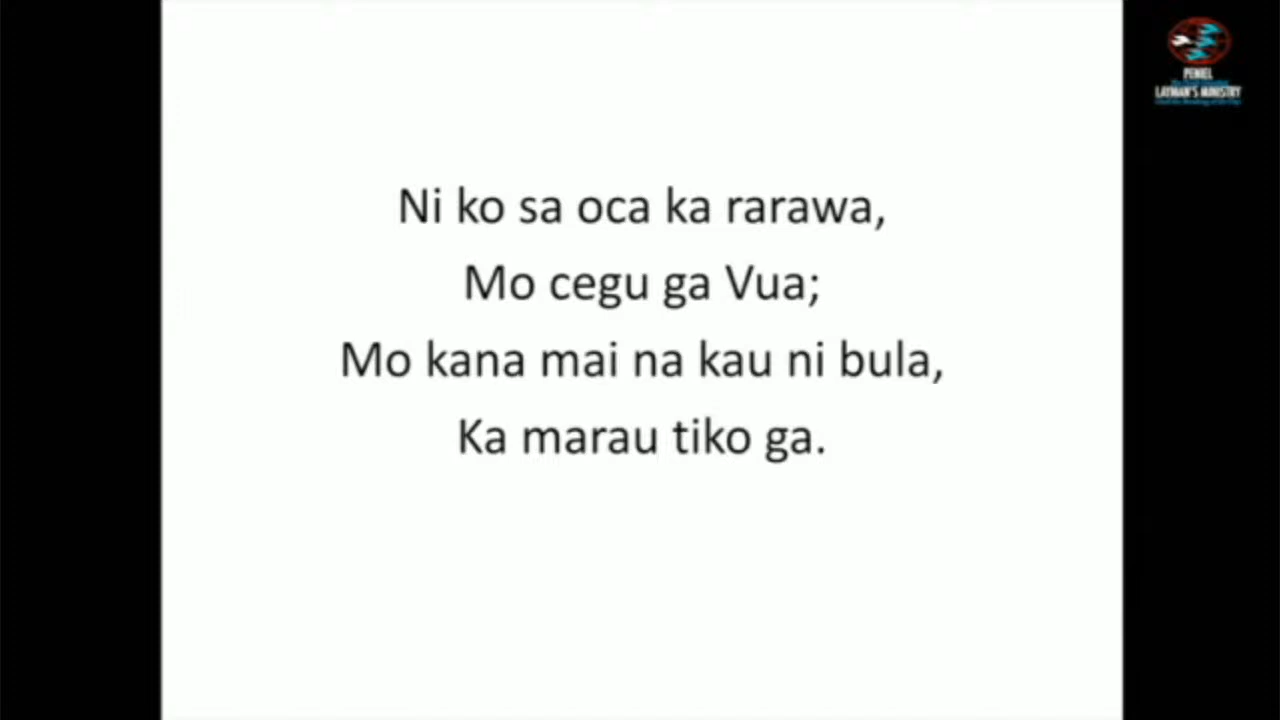 Ni ko sa oca ka rarawa,
Mo cegu ga Vua;
Mo kana mai na kau ni bula,
Ka marau tiko ga.
PENIEL
LAYMAN'S MINISTRY